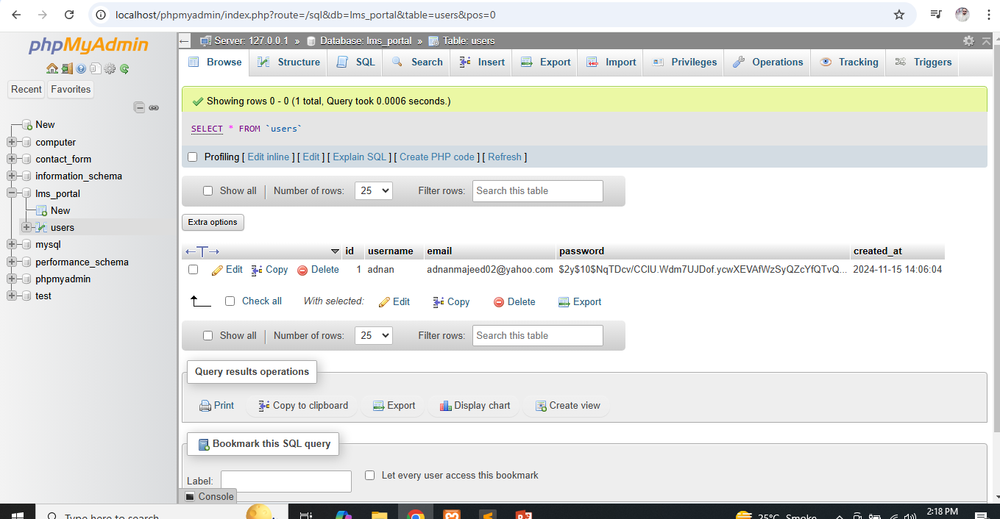 localhost/phpmyadmin/index.php?route=/sql&db=lms_portal&table=users&pos=0
phpMyAdmin
Recent Favorites
New
computer
contact_form
information_schema
lms_portal
New
users
mysql
performance_schema
phpmyadmin
test
Server: 127.0.0.1 » Database: lms_portal » Table: users
Browse Structure SQL Search Insert Export Import Privileges Operations Tracking Triggers
Showing rows 0 - 0 (1 total, Query took 0.0006 seconds.)
SELECT * FROM `users`
Profiling [ Edit inline ] [ Edit ] [ Explain SQL ] [ Create PHP code ] [ Refresh ]
Show all Number of rows: 25 Filter rows: Search this table
Extra options
←T→ id username email password created_at
Edit Copy Delete 1 adnan adnanmajeed02@yahoo.com $2y$10$NqTDcv/CCIU.Wdm7UJDof.ycwXEVAfWzSyQZcYfQTvQ... 2024-11-15 14:06:04
Check all With selected: Edit Copy Delete Export
Show all Number of rows: 25 Filter rows: Search this table
Query results operations
Print Copy to clipboard Export Display chart Create view
Bookmark this SQL query
Label: Let every user access this bookmark
Console
Type here to search 25°C Smoke 2:18 PM